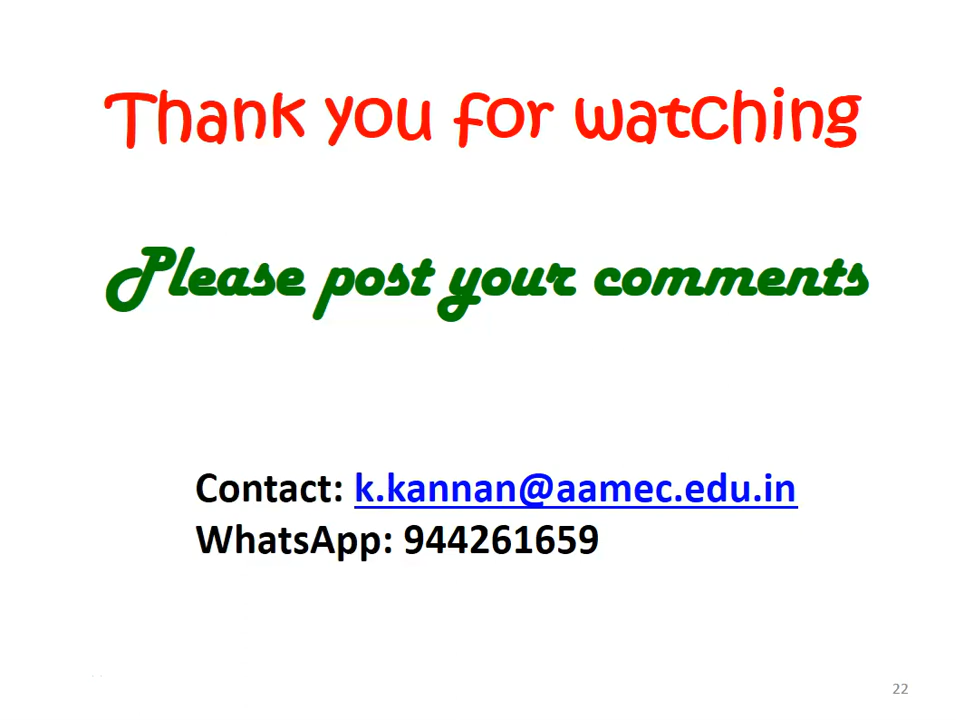 Thank you for watching
Please post your comments
Contact: k.kannan@aamec.edu.in
WhatsApp: 944261659
22